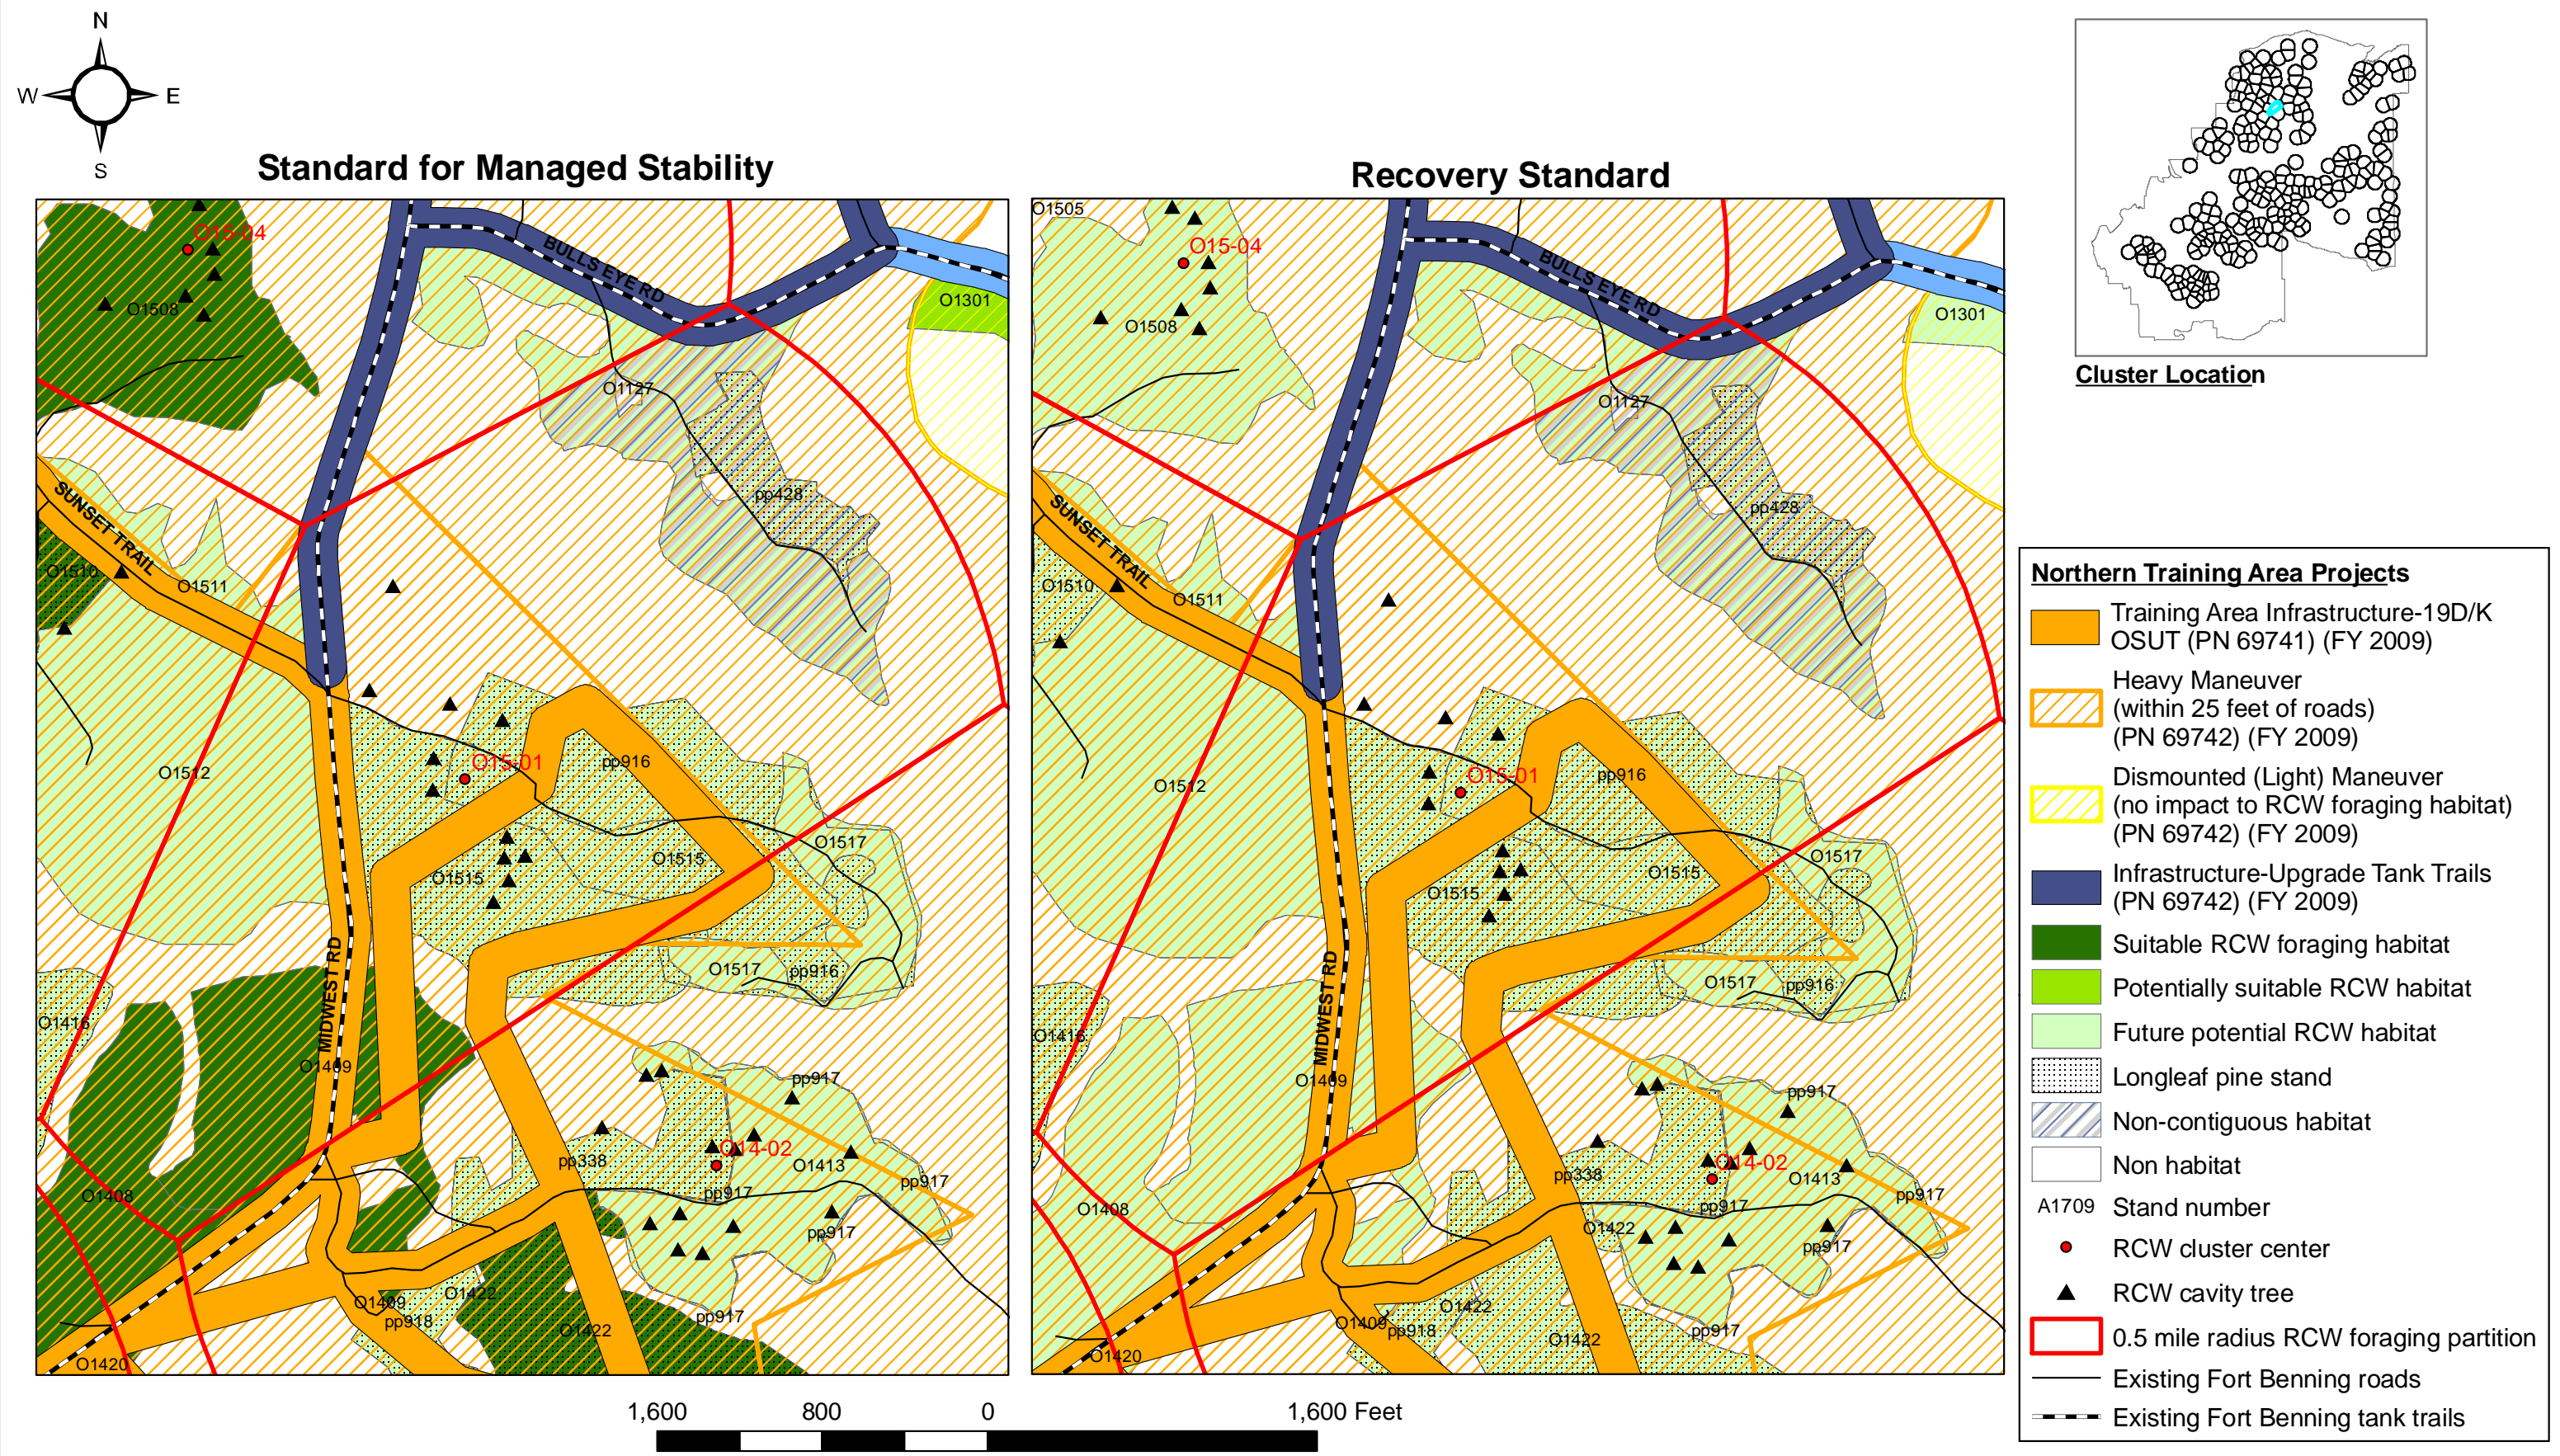 N
W E
S
Standard for Managed Stability
Recovery Standard
Cluster Location
O15-04
O1508
BULLS EYE RD
O1301
O1127
pp428
SUNSET TRAIL
O1510
O1511
O15-01
pp916
O1512
O1517
O1515
O1515
MIDWEST RD
O1517
pp916
O1416
O1409
pp917
O14-02
pp338
O1413
pp917
pp917
O1408
pp917
O1422
O1409
pp918
O1422
pp917
O1420
O1505
O15-04
O1508
BULLS EYE RD
O1301
O1127
pp428
SUNSET TRAIL
O1510
O1511
O15-01
pp916
O1512
O1517
O1515
O1515
MIDWEST RD
O1517
pp916
O1416
O1409
pp917
O14-02
pp338
O1413
pp917
pp917
O1408
O1422
pp917
O1422
O1409
pp918
O1422
pp917
O1420
1,600 800 0 1,600 Feet
Northern Training Area Projects
Training Area Infrastructure-19D/K
OSUT (PN 69741) (FY 2009)
Heavy Maneuver
(within 25 feet of roads)
(PN 69742) (FY 2009)
Dismounted (Light) Maneuver
(no impact to RCW foraging habitat)
(PN 69742) (FY 2009)
Infrastructure-Upgrade Tank Trails
(PN 69742) (FY 2009)
Suitable RCW foraging habitat
Potentially suitable RCW habitat
Future potential RCW habitat
Longleaf pine stand
Non-contiguous habitat
Non habitat
A1709 Stand number
RCW cluster center
RCW cavity tree
0.5 mile radius RCW foraging partition
Existing Fort Benning roads
Existing Fort Benning tank trails